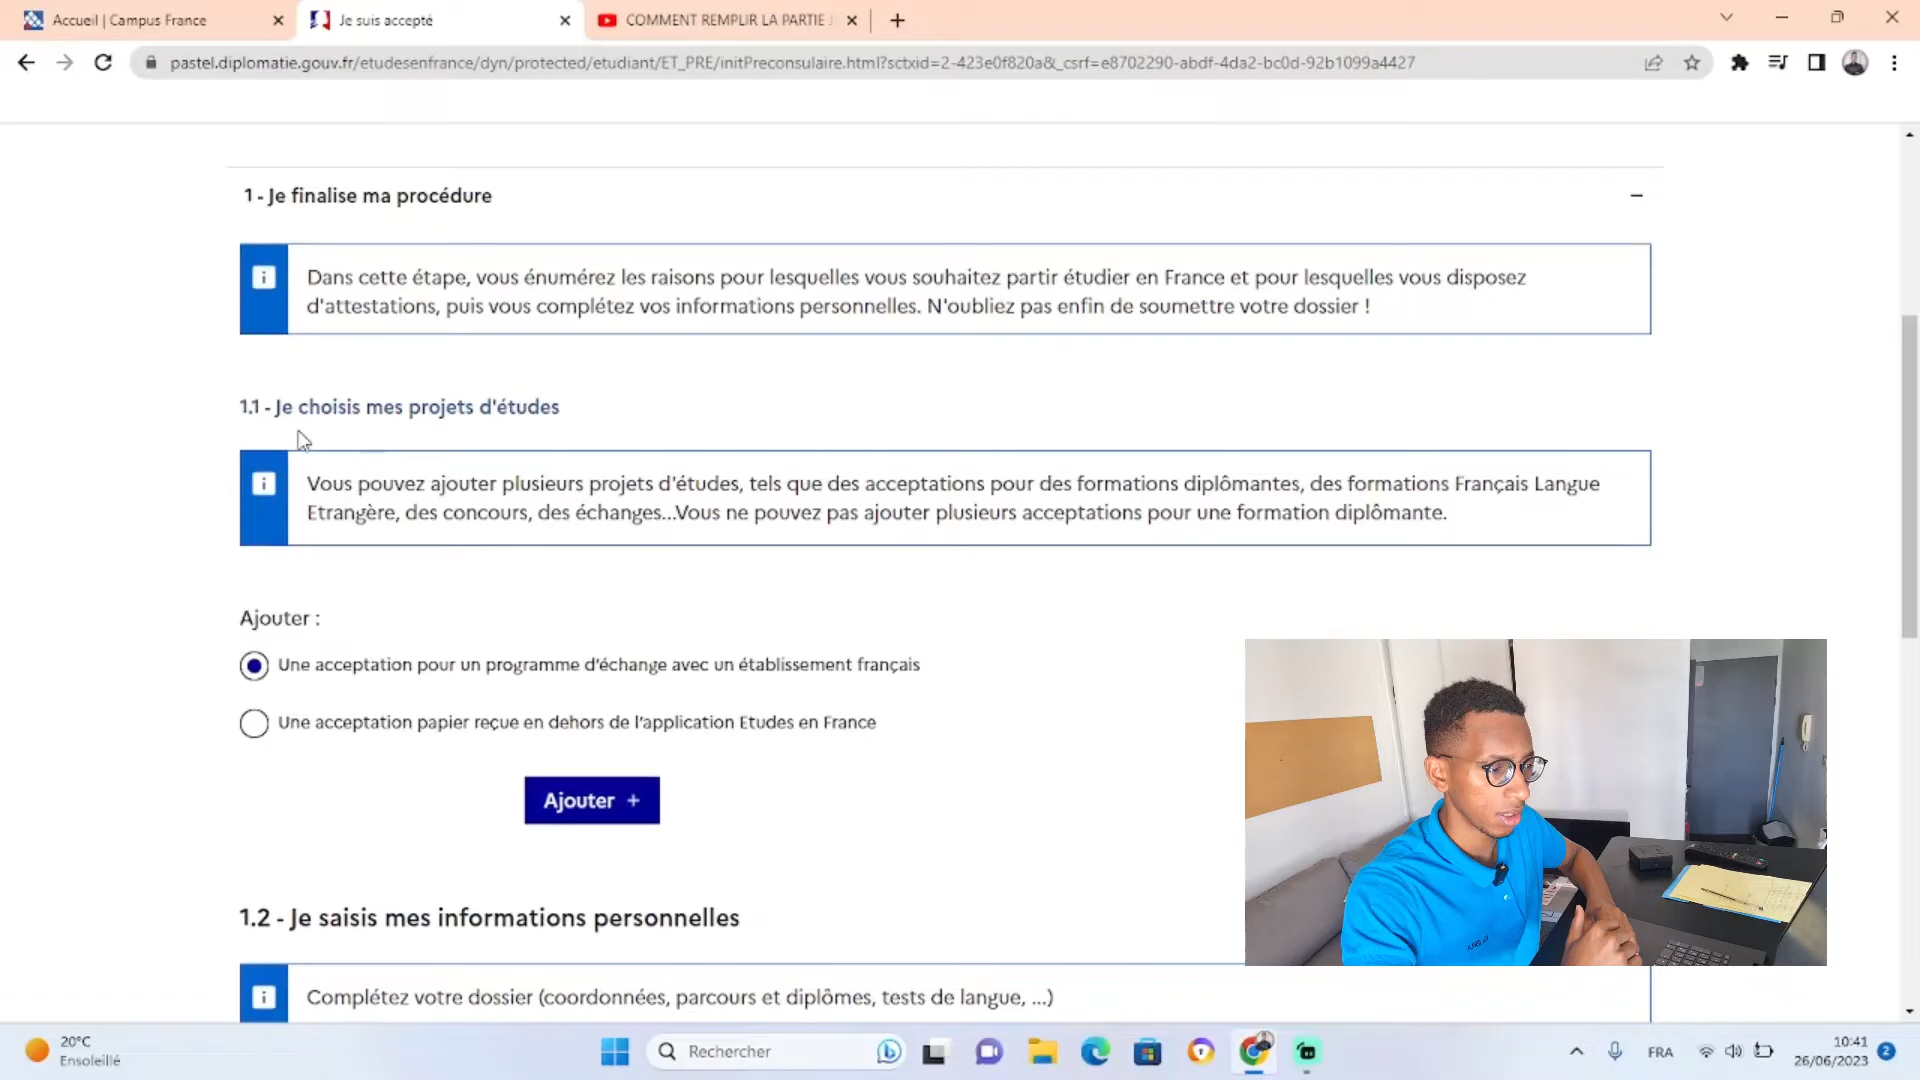 Accueil | Campus France
Je suis accepté
COMMENT REMPLIR LA PARTIE
pastel.diplomatie.gouv.fr/etudesenfrance/dyn/protected/etudiant/ET_PRE/initPreconsulaire.html?sctxid=2-423e0f820a&_csrf=e8702290-abdf-4da2-bc0d-92b1099a4427
1 - Je finalise ma procédure
Dans cette étape, vous énumérez les raisons pour lesquelles vous souhaitez partir étudier en France et pour lesquelles vous disposez
d'attestations, puis vous complétez vos informations personnelles. N'oubliez pas enfin de soumettre votre dossier !
1.1 - Je choisis mes projets d'études
Vous pouvez ajouter plusieurs projets d'études, tels que des acceptations pour des formations diplômantes, des formations Français Langue
Etrangère, des concours, des échanges...Vous ne pouvez pas ajouter plusieurs acceptations pour une formation diplômante.
Ajouter :
Une acceptation pour un programme d'échange avec un établissement français
Une acceptation papier reçue en dehors de l'application Etudes en France
Ajouter +
1.2 - Je saisis mes informations personnelles
Complétez votre dossier (coordonnées, parcours et diplômes, tests de langue, ...)
20°C
Ensoleillé
Rechercher
FRA
10:41
26/06/2023
2